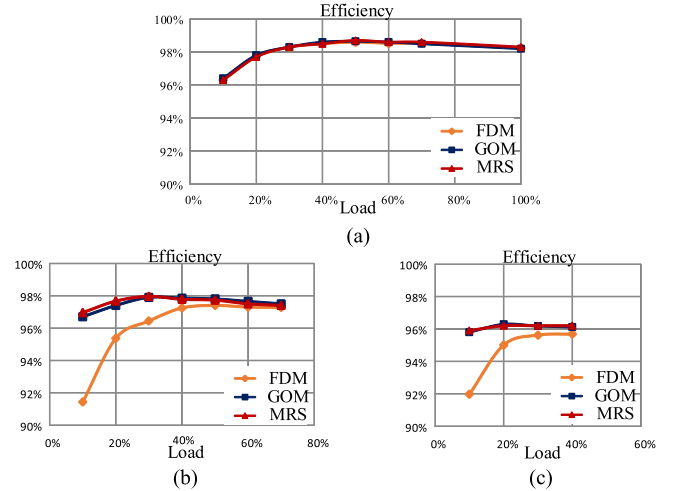 Efficiency
100%
98%
96%
94%
92%
90%
FDM
GOM
MRS
0% 20% 40% 60% 80% 100%
Load
(a)
Efficiency
100%
98%
96%
94%
92%
90%
FDM
GOM
MRS
0% 20% 40% 60% 80%
Load
(b)
Efficiency
100%
98%
96%
94%
92%
90%
FDM
GOM
MRS
0% 20% 40% 60%
Load
(c)